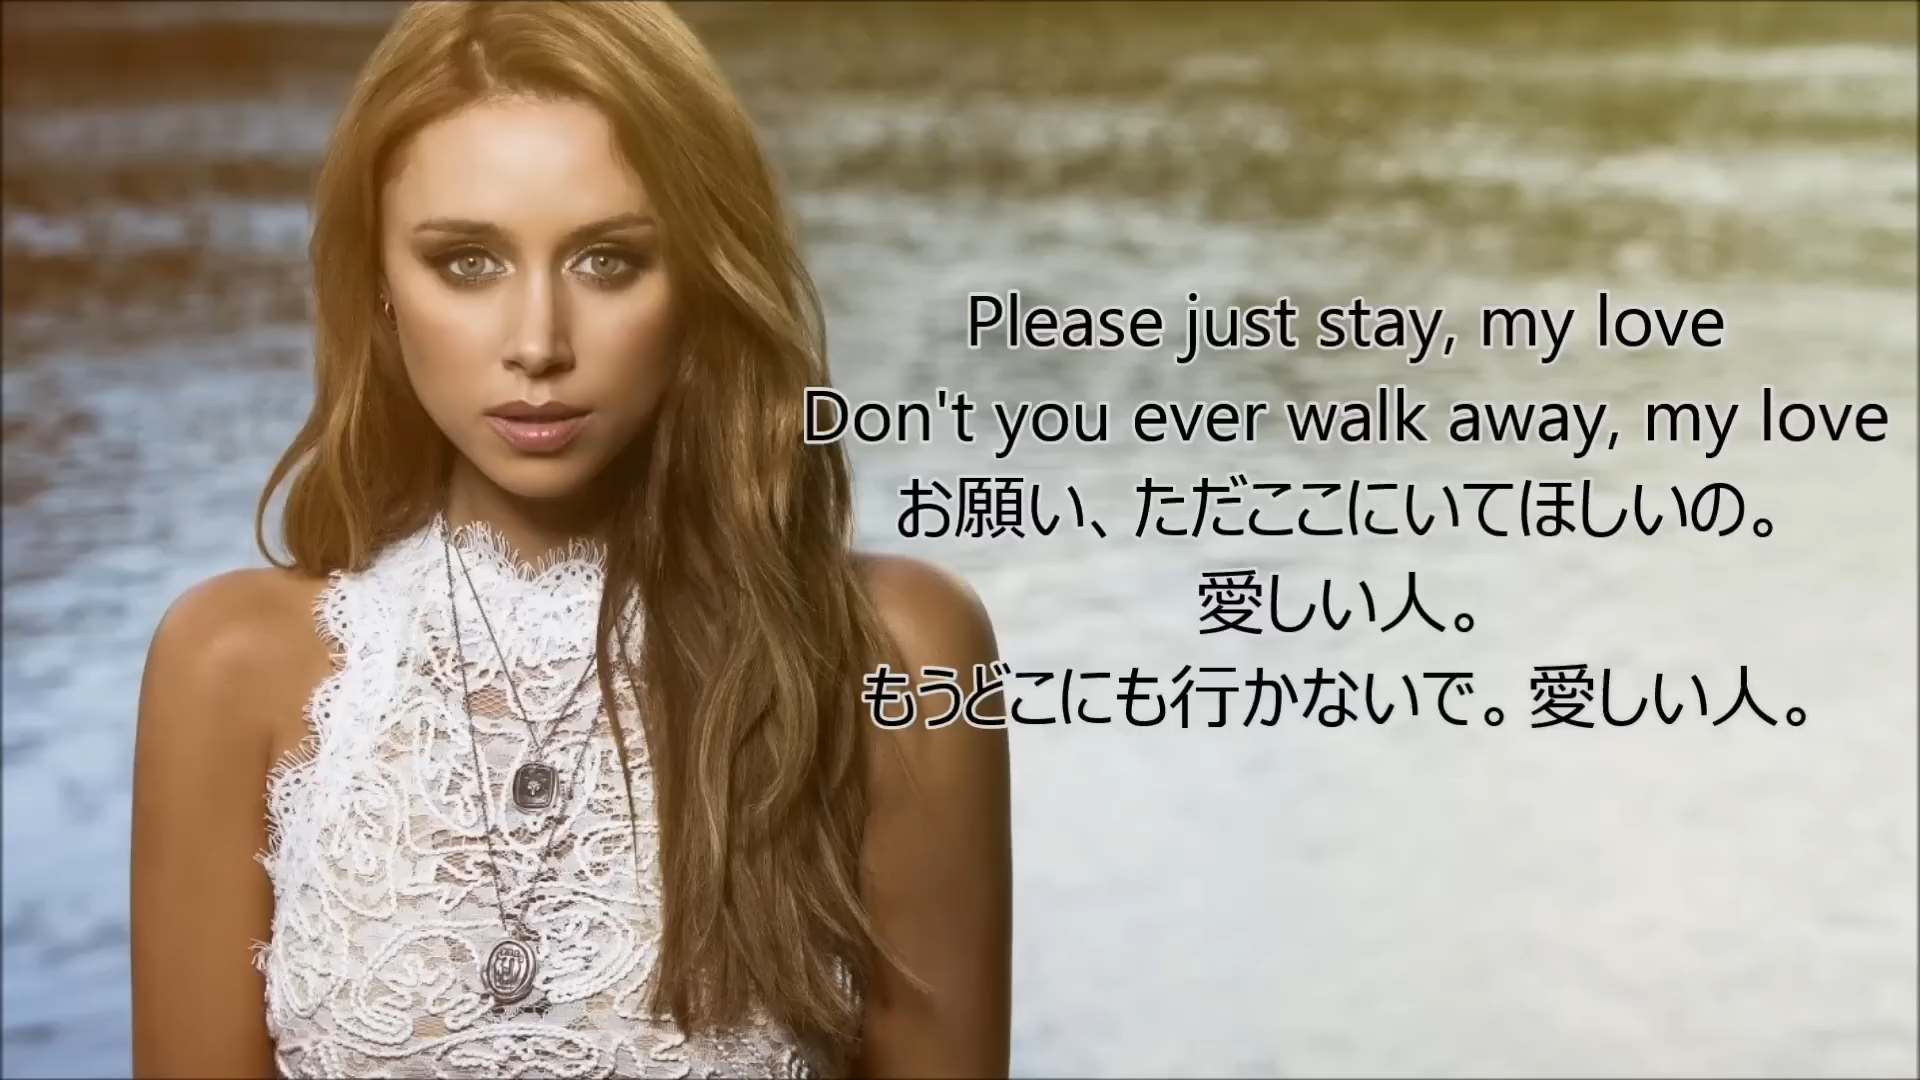 Please just stay, my love
Don't you ever walk away, my love
お願い、ただここにいてほしいの。
愛しい人。
もうどこにも行かないで。愛しい人。